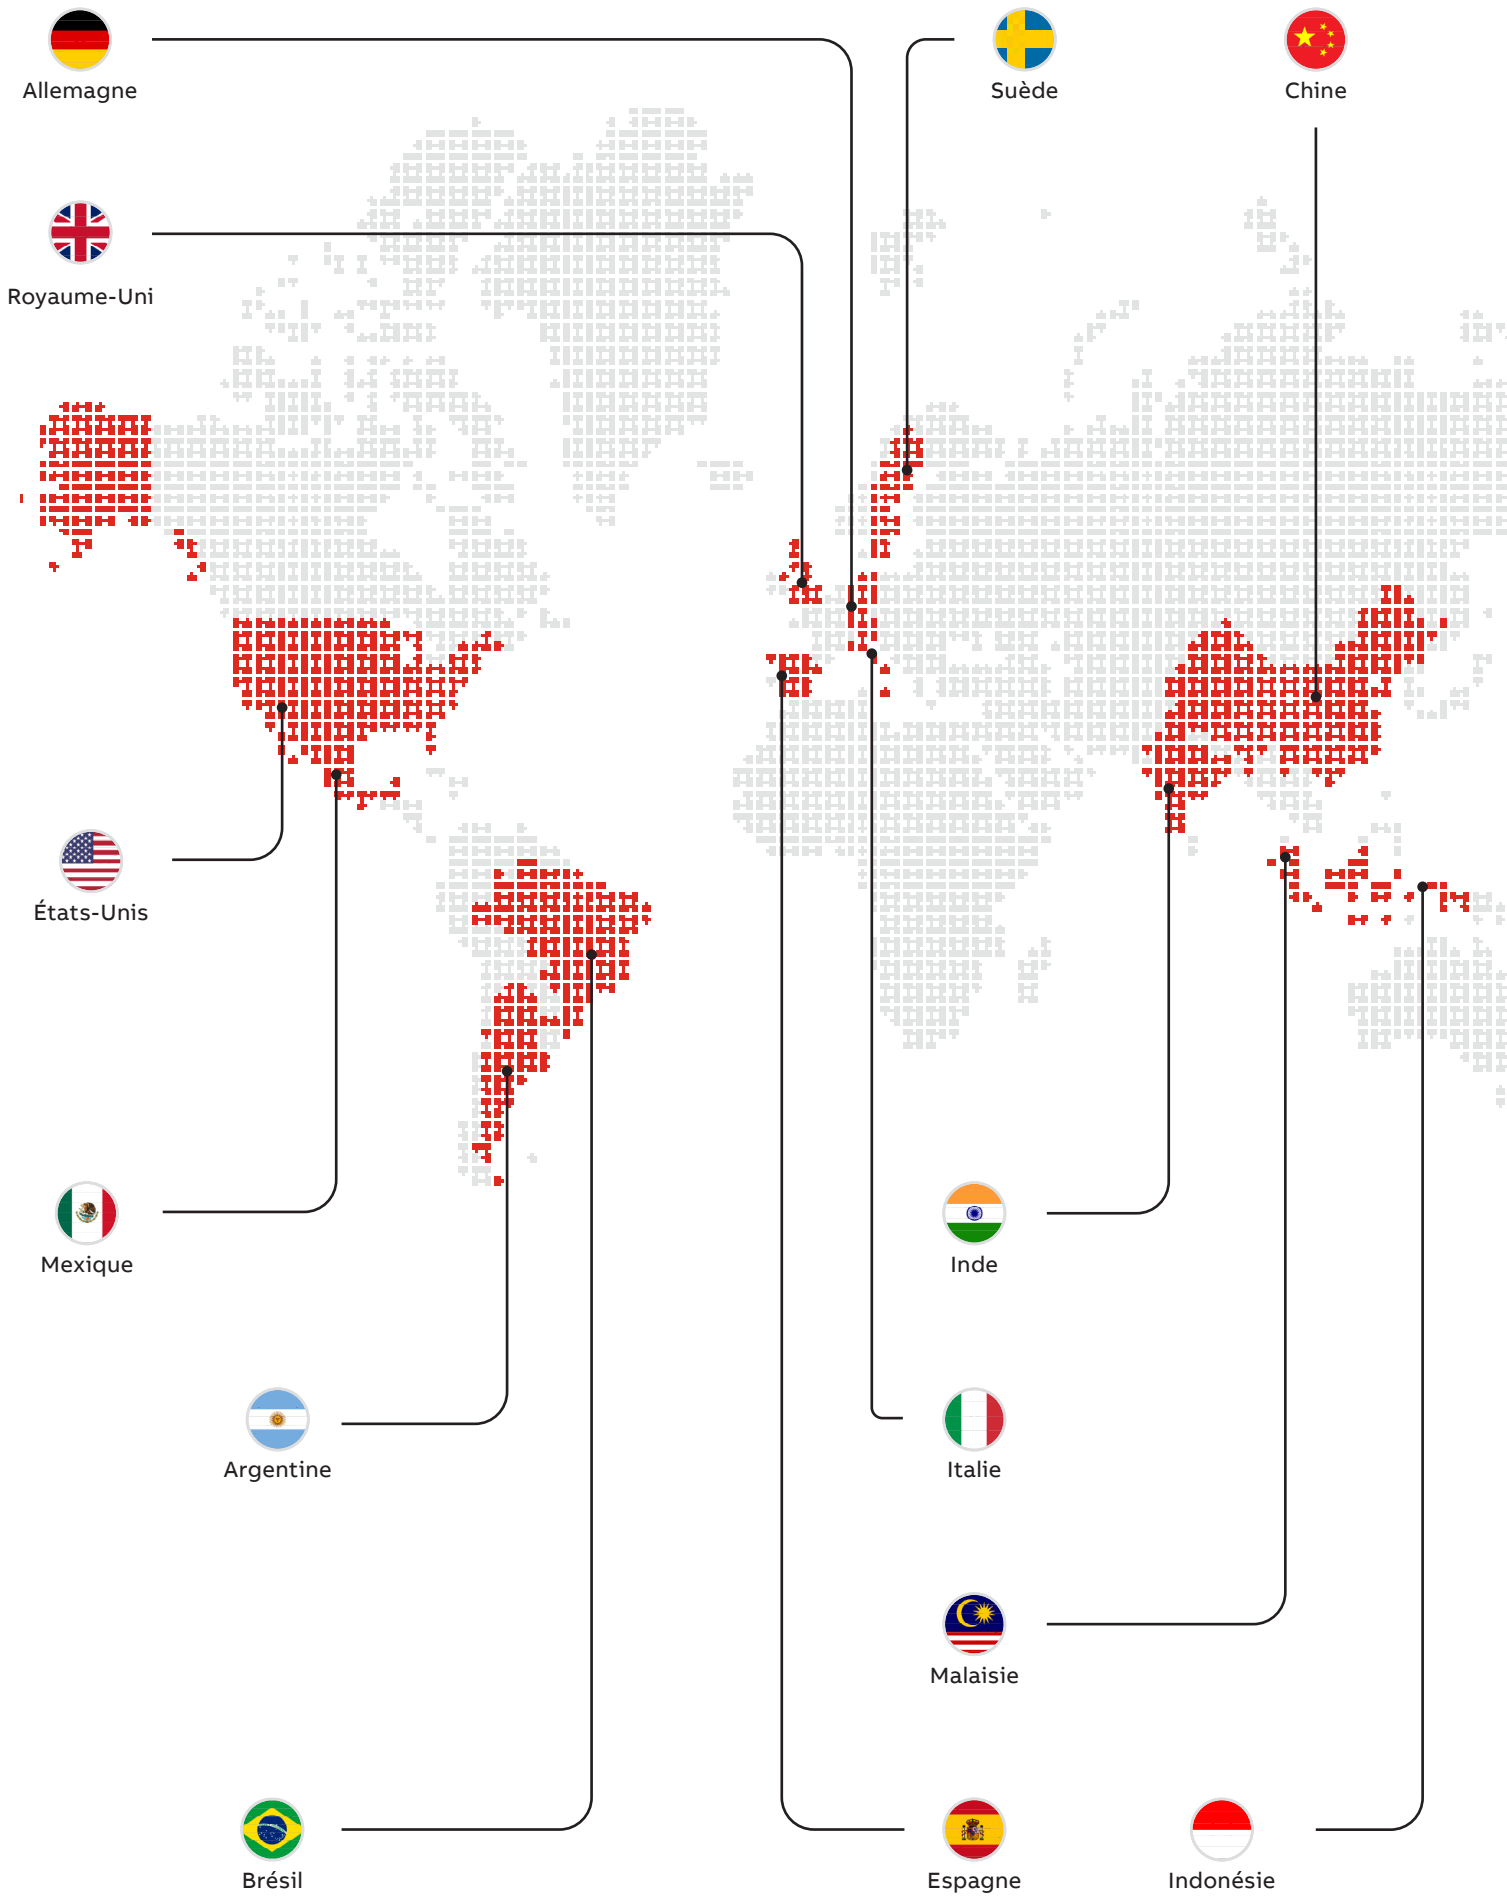 Allemagne
Suède
Chine
Royaume-Uni
États-Unis
Mexique
Inde
Argentine
Italie
Malaisie
Brésil
Espagne
Indonésie